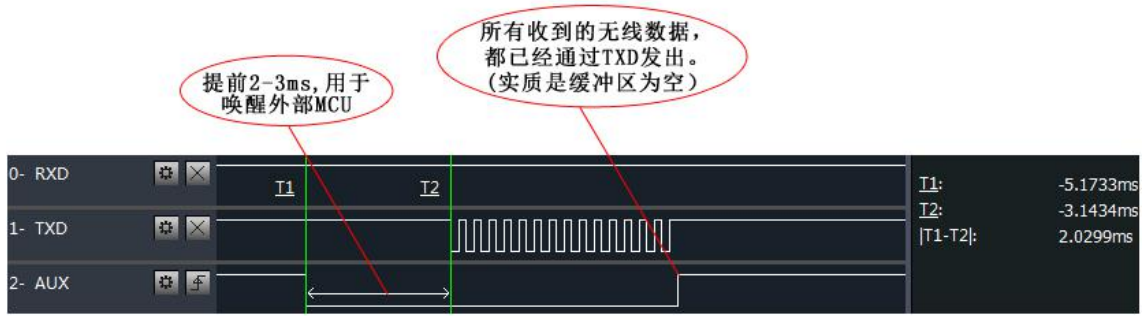 所有收到的无线数据，
都已经通过TXD发出。
(实质是缓冲区为空)
提前2-3ms,用于
唤醒外部MCU
0- RXD
T1
T2
T1: -5.1733ms
T2: -3.1434ms
|T1-T2|: 2.0299ms
1- TXD
2- AUX